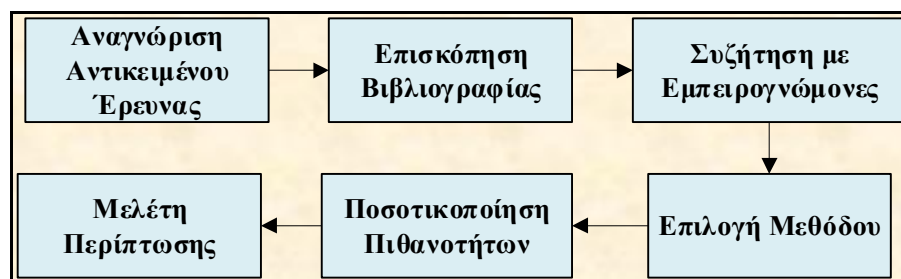 Αναγνώριση
Αντικειμένου
Έρευνας
Επισκόπηση
Βιβλιογραφίας
Συζήτηση με
Εμπειρογνώμονες
Επιλογή Μεθόδου
Ποσοτικοποίηση
Πιθανοτήτων
Μελέτη
Περίπτωσης